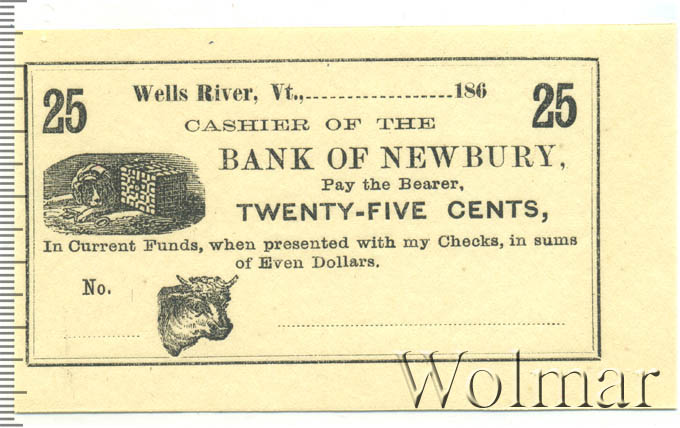 25 Wells River, Vt.,....................186 25
CASHIER OF THE
BANK OF NEWBURY,
Pay the Bearer,
TWENTY-FIVE CENTS,
In Current Funds, when presented with my Checks, in sums
of Even Dollars.
No.
Wolmar